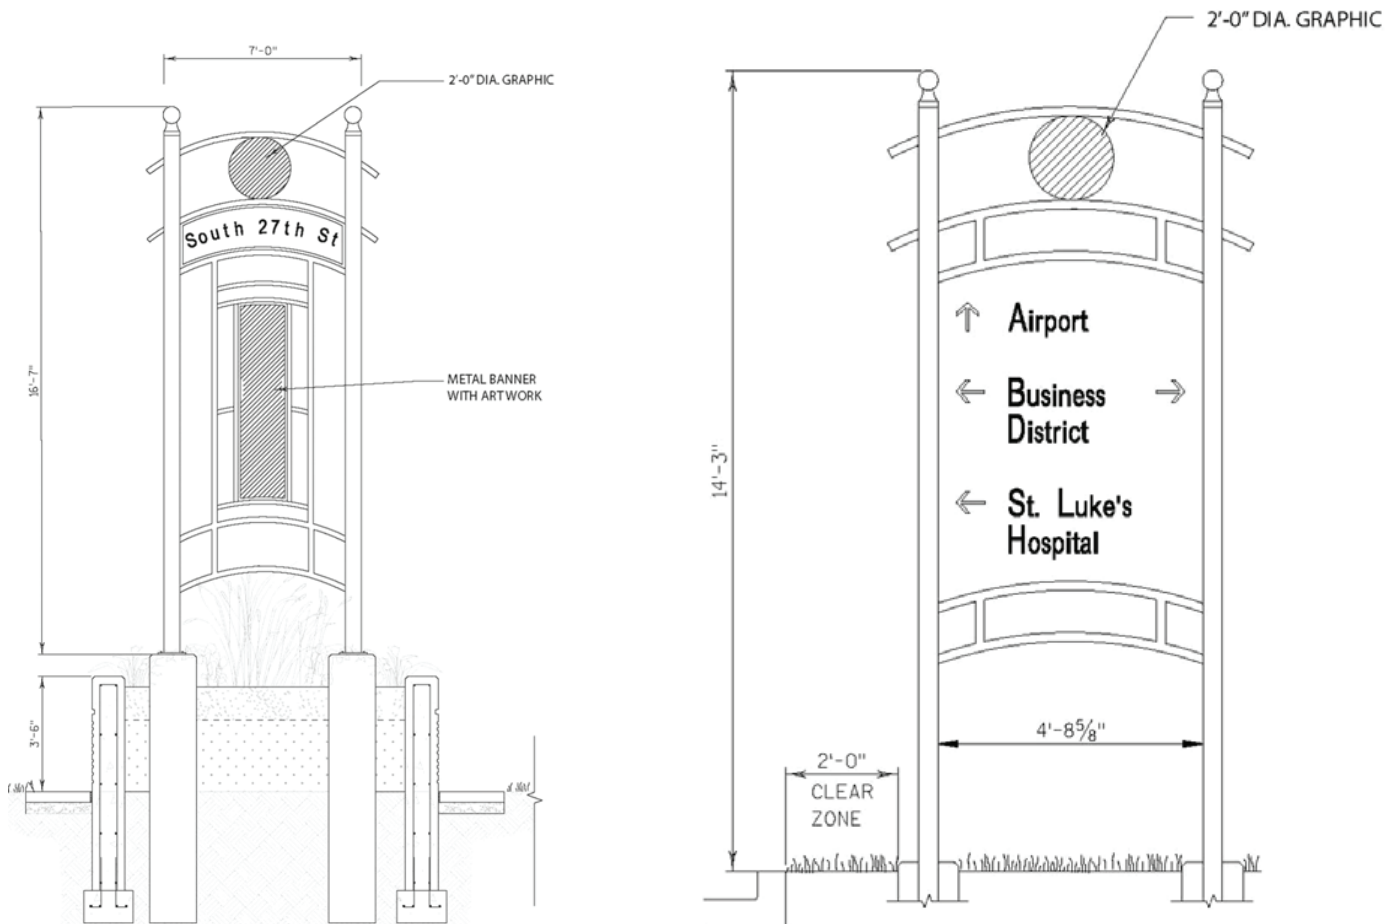 7'-0"
2'-0" DIA. GRAPHIC
16'-7"
South 27th St
METAL BANNER
WITH ARTWORK
3'-6"
2'-0" DIA. GRAPHIC
14'-3"
↑ Airport
← Business →
District
← St. Luke's
Hospital
4'-8⅝"
2'-0"
CLEAR
ZONE